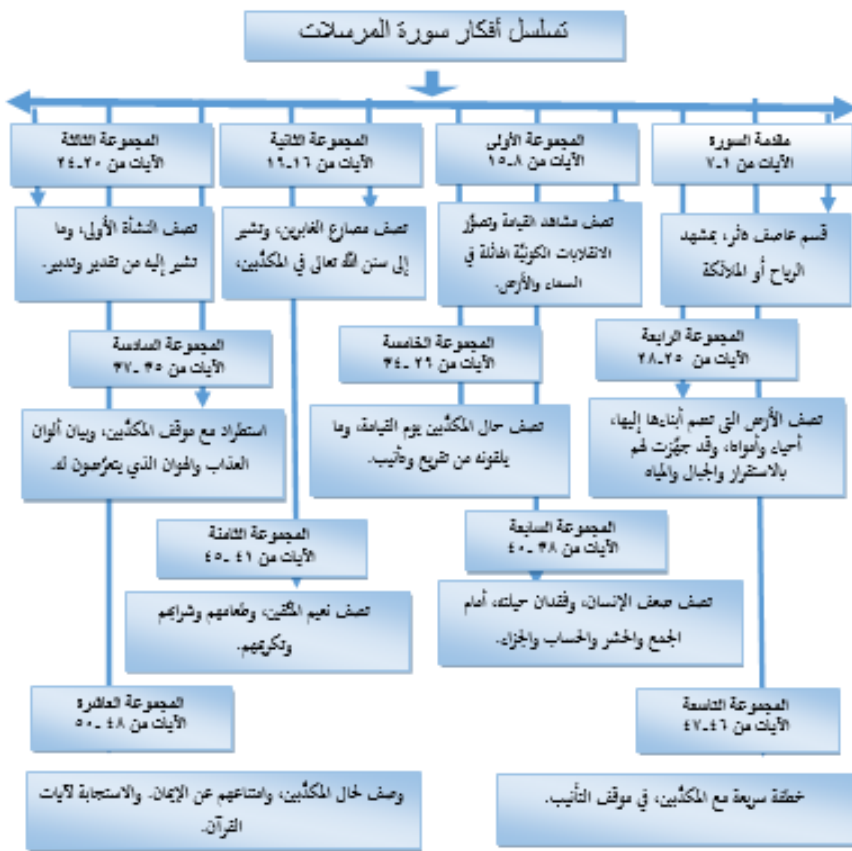 تسلسل أفكار سورة المرسلات
مقدمة السورة
الآيات من ١-٧
قسم عاصف ثائر، بمشهد
الرياح أو الملائكة
المجموعة الأولى
الآيات من ٨-١٥
تصف مشاهد القيامة وتصوُّر
الانقلابات الكونيَّة الهائلة في
السماء والأرض.
المجموعة الثانية
الآيات من ١٦-١٩
تصف مصارع الغابرين، وتشير
إلى سنن الله تعالى في المكذِّبين،
المجموعة الثالثة
الآيات من ٢٠-٢٤
تصف النشأة الأولى، وما
تشير إليه من تقدير وتدبير.
المجموعة الرابعة
الآيات من ٢٥-٢٨
تصف الأرض التي تضم أبناءها إليها،
أحياء وأمواتا، وقد جهِّزت لهم
بالاستقرار والجبال والمياه
المجموعة الخامسة
الآيات من ٢٩-٣٤
تصف حال المكذِّبين يوم القيامة، وما
يلقونه من تقريع وتأنيب.
المجموعة السادسة
الآيات من ٣٥-٣٧
استطراد مع موقف المكذِّبين، وبيان ألوان
العذاب والهوان الذي يتعرَّضون له.
المجموعة السابعة
الآيات من ٣٨-٤٠
تصف ضعف الإنسان، وفقدان حيلته، أمام
الجمع والحشر والحساب والجزاء.
المجموعة الثامنة
الآيات من ٤١-٤٥
تصف نعيم المتَّقين، وطعامهم وشرابهم
وتكريمهم.
المجموعة التاسعة
الآيات من ٤٦-٤٧
خطفة سريعة مع المكذِّبين، في موقف التأنيب.
المجموعة العاشرة
الآيات من ٤٨-٥٠
وصف لحال المكذِّبين، وامتناعهم عن الإيمان. والاستجابة لآيات
القرآن.